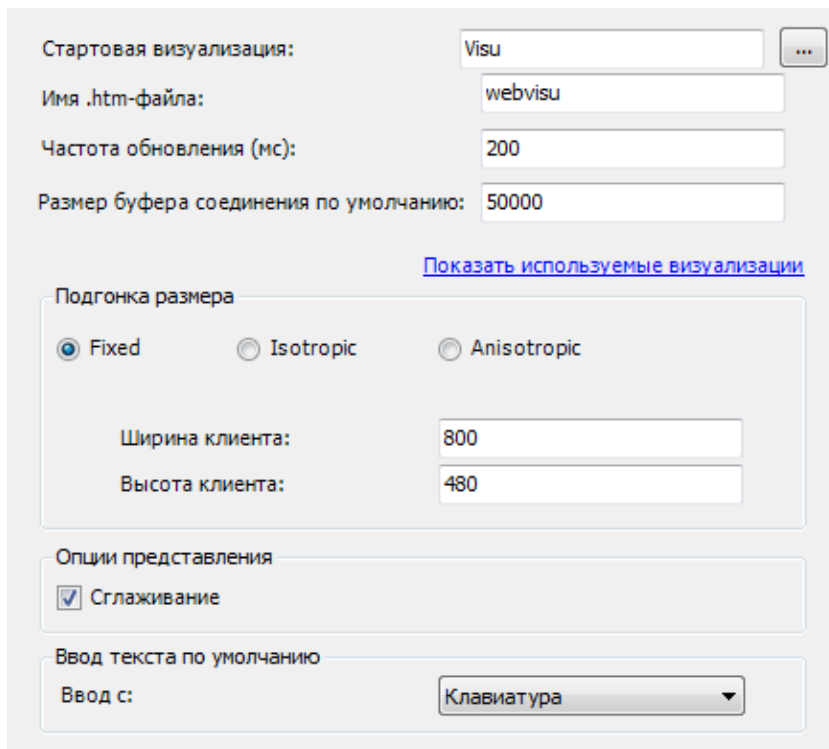 Стартовая визуализация: Visu ...
Имя .htm-файла: webvisu
Частота обновления (мс): 200
Размер буфера соединения по умолчанию: 50000
Показать используемые визуализации
Подгонка размера
Fixed Isotropic Anisotropic
Ширина клиента: 800
Высота клиента: 480
Опции представления
Сглаживание
Ввод текста по умолчанию
Ввод с: Клавиатура